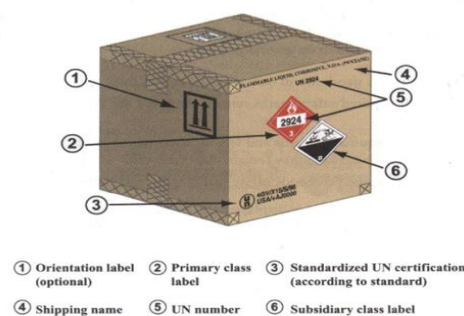 FLAMMABLE LIQUID, CORROSIVE, N.O.S.
UN 2924
1
2924
3
8
2
3
4
5
6
USA/+AJ0000
1 Orientation label
(optional)
2 Primary class
label
3 Standardized UN certification
(according to standard)
4 Shipping name
5 UN number
6 Subsidiary class label